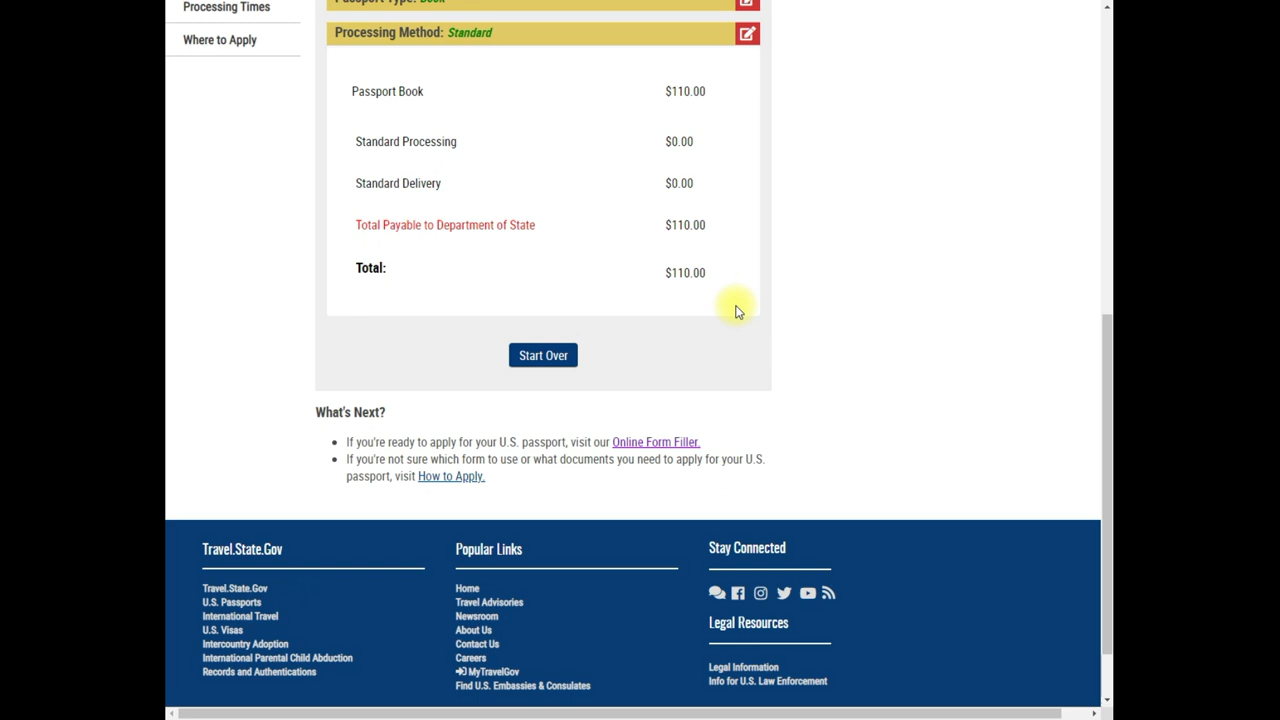 Processing Times
Passport Type: Book
Where to Apply
Processing Method: Standard
Passport Book $110.00
Standard Processing $0.00
Standard Delivery $0.00
Total Payable to Department of State $110.00
Total: $110.00
Start Over
What's Next?
If you're ready to apply for your U.S. passport, visit our Online Form Filler.
If you're not sure which form to use or what documents you need to apply for your U.S.
passport, visit How to Apply.
Travel.State.Gov
Travel.State.Gov
U.S. Passports
International Travel
U.S. Visas
Intercountry Adoption
International Parental Child Abduction
Records and Authentications
Popular Links
Home
Travel Advisories
Newsroom
About Us
Contact Us
Careers
MyTravelGov
Find U.S. Embassies & Consulates
Stay Connected
Legal Resources
Legal Information
Info for U.S. Law Enforcement